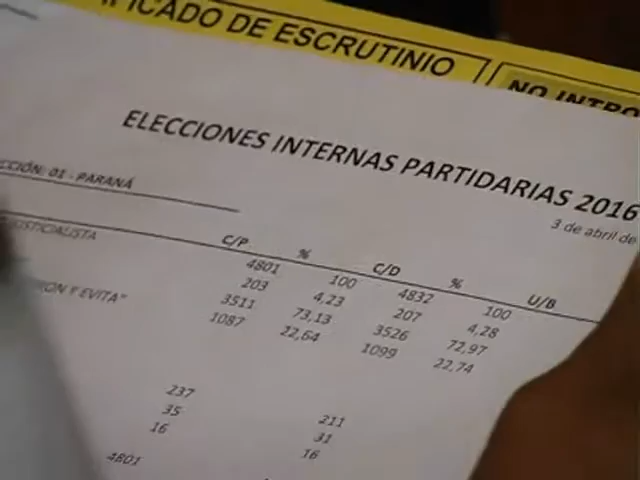 IFICADO DE ESCRUTINIO
NO INTRO
ELECCIONES INTERNAS PARTIDARIAS 2016
3 de abril de
CCIÓN: 01 - PARANÁ
C/P % C/D % U/B
JUSTICIALISTA 4801 100 4832 100
203 4,23 207 4,28
Y EVITA" 3511 73,13 3526 72,97
1087 22,64 1099 22,74
237 211
35 31
16 16
4801